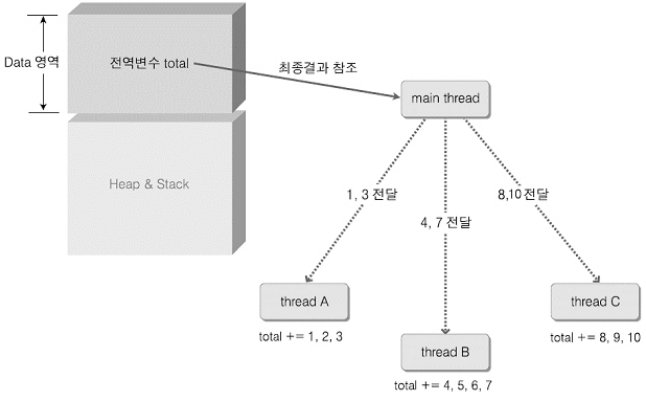 Data 영역
전역변수 total
최종결과 참조
main thread
Heap & Stack
1, 3 전달
4, 7 전달
8,10 전달
thread A
thread C
total += 1, 2, 3
total += 8, 9, 10
thread B
total += 4, 5, 6, 7